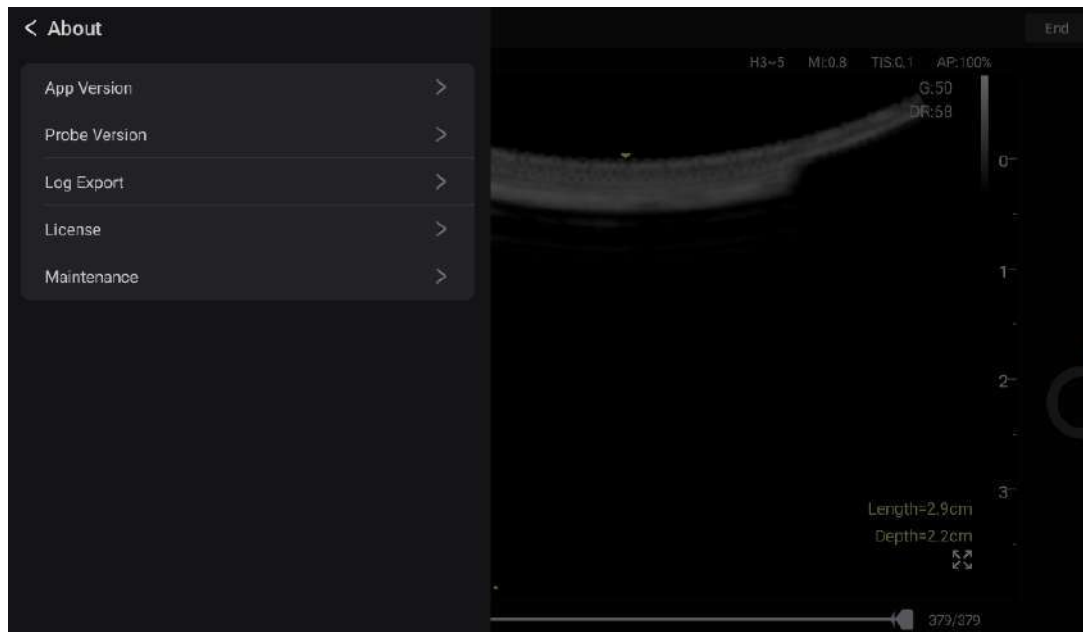 About
End
App Version
Probe Version
Log Export
License
Maintenance
H3~5 MI:0.8 TIS:0.1 AP:100%
G:50
DR:68
0
1
2
3
Length=2.9cm
Depth=2.2cm
379/379